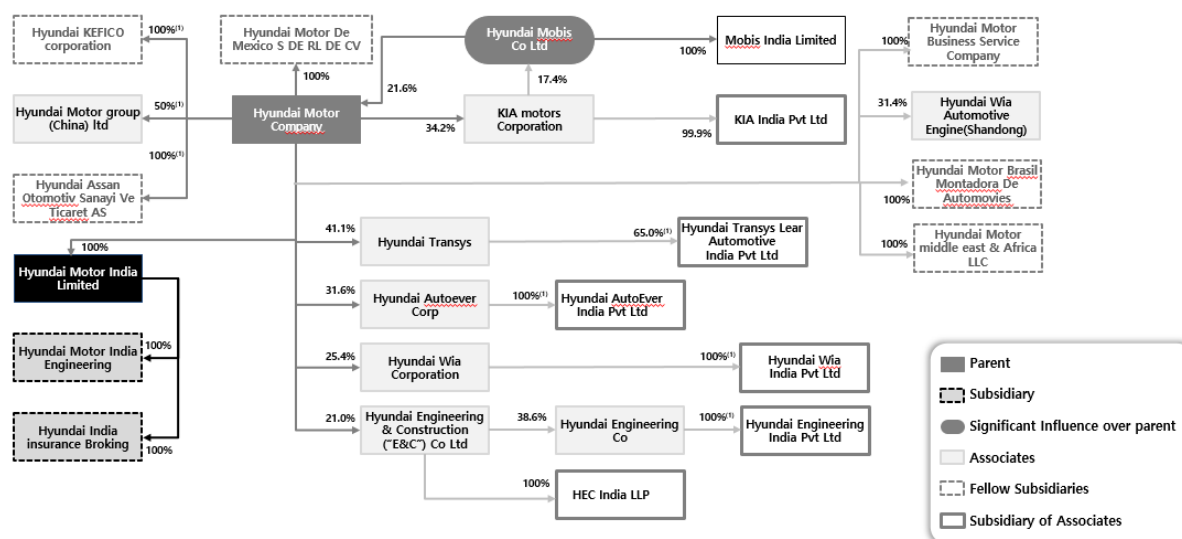 Hyundai KEFICO
corporation
100%(1)
Hyundai Motor De
Mexico S DE RL DE CV
100%
Hyundai Mobis
Co Ltd
100%
Mobis India Limited
100%
Hyundai Motor
Business Service
Company
21.6%
17.4%
Hyundai Motor group
(China) ltd
50%(1)
Hyundai Motor
Company
34.2%
KIA motors
Corporation
99.9%
KIA India Pvt Ltd
31.4%
Hyundai Wia
Automotive
Engine(Shandong)
100%(1)
Hyundai Assan
Otomotiv Sanayi Ve
Ticaret AS
Hyundai Motor Brasil
Montadora De
Automovies
100%
100%
Hyundai Motor India
Limited
41.1%
Hyundai Transys
65.0%(1)
Hyundai Transys Lear
Automotive
India Pvt Ltd
100%
Hyundai Motor
middle east & Africa
LLC
31.6%
Hyundai Autoever
Corp
100%(1)
Hyundai AutoEver
India Pvt Ltd
Hyundai Motor India
Engineering
100%
25.4%
Hyundai Wia
Corporation
100%(1)
Hyundai Wia
India Pvt Ltd
Hyundai India
insurance Broking
100%
21.0%
Hyundai Engineering
& Construction
("E&C") Co Ltd
38.6%
Hyundai Engineering
Co
100%(1)
Hyundai Engineering
India Pvt Ltd
100%
HEC India LLP
Parent
Subsidiary
Significant Influence over parent
Associates
Fellow Subsidiaries
Subsidiary of Associates